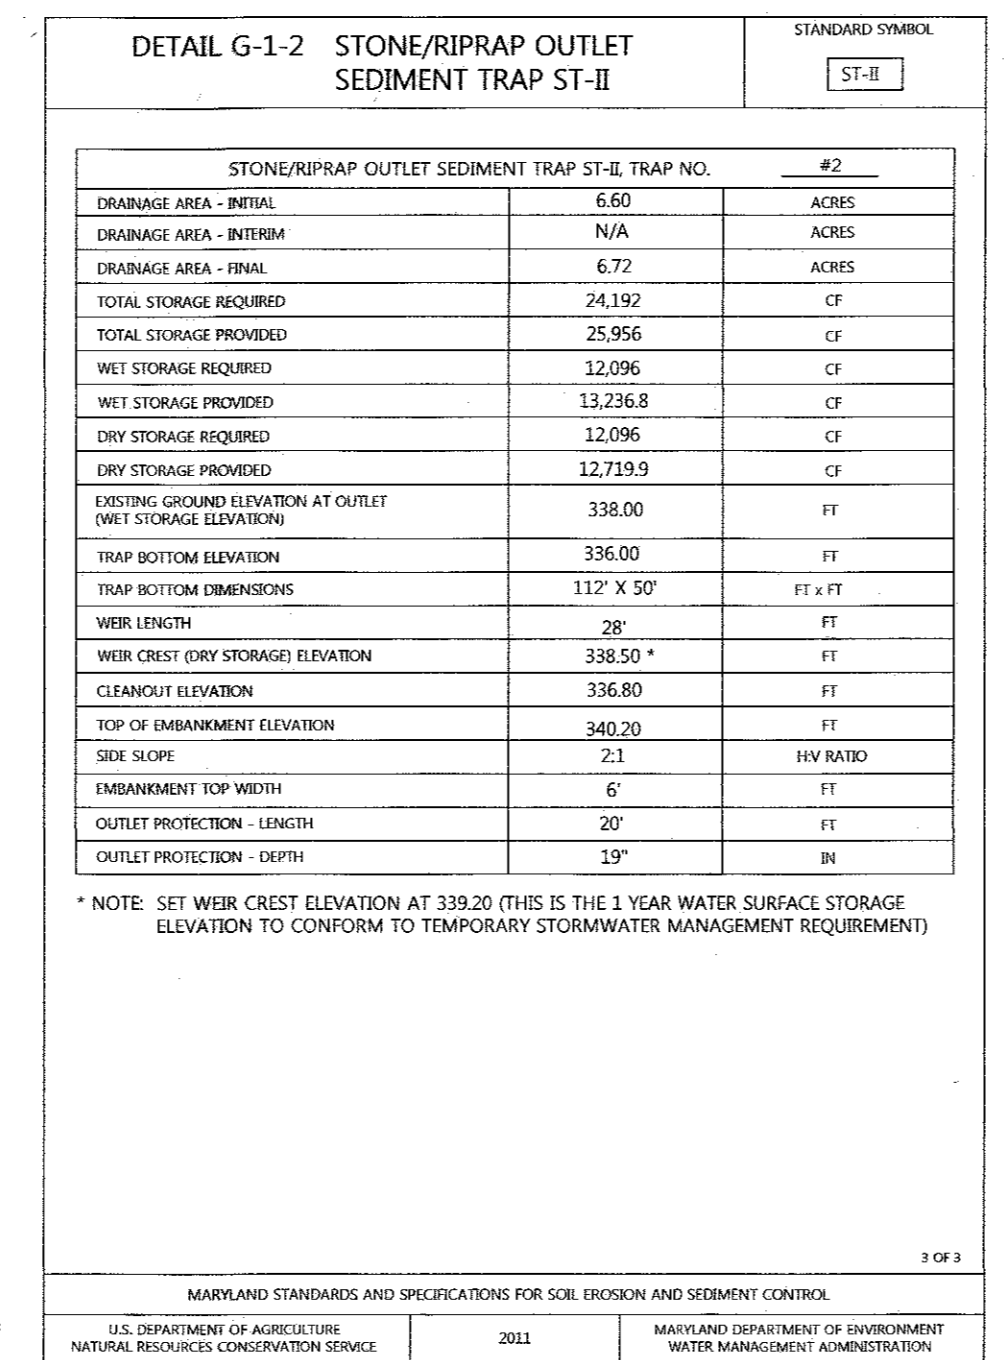 DETAIL G-1-2 STONE/RIPRAP OUTLET
SEDIMENT TRAP ST-II
STANDARD SYMBOL
ST-II
STONE/RIPRAP OUTLET SEDIMENT TRAP ST-II, TRAP NO. #2
DRAINAGE AREA - INITIAL 6.60 ACRES
DRAINAGE AREA - INTERIM N/A ACRES
DRAINAGE AREA - FINAL 6.72 ACRES
TOTAL STORAGE REQUIRED 24,192 CF
TOTAL STORAGE PROVIDED 25,956 CF
WET STORAGE REQUIRED 12,096 CF
WET STORAGE PROVIDED 13,236.8 CF
DRY STORAGE REQUIRED 12,096 CF
DRY STORAGE PROVIDED 12,719.9 CF
EXISTING GROUND ELEVATION AT OUTLET
(WET STORAGE ELEVATION) 338.00 FT
TRAP BOTTOM ELEVATION 336.00 FT
TRAP BOTTOM DIMENSIONS 112' X 50' FT x FT
WEIR LENGTH 28' FT
WEIR CREST (DRY STORAGE) ELEVATION 338.50 * FT
CLEANOUT ELEVATION 336.80 FT
TOP OF EMBANKMENT ELEVATION 340.20 FT
SIDE SLOPE 2:1 H:V RATIO
EMBANKMENT TOP WIDTH 6' FT
OUTLET PROTECTION - LENGTH 20' FT
OUTLET PROTECTION - DEPTH 19" IN
* NOTE: SET WEIR CREST ELEVATION AT 339.20 (THIS IS THE 1 YEAR WATER SURFACE STORAGE
ELEVATION TO CONFORM TO TEMPORARY STORMWATER MANAGEMENT REQUIREMENT)
3 OF 3
MARYLAND STANDARDS AND SPECIFICATIONS FOR SOIL EROSION AND SEDIMENT CONTROL
U.S. DEPARTMENT OF AGRICULTURE
NATURAL RESOURCES CONSERVATION SERVICE
2011
MARYLAND DEPARTMENT OF ENVIRONMENT
WATER MANAGEMENT ADMINISTRATION